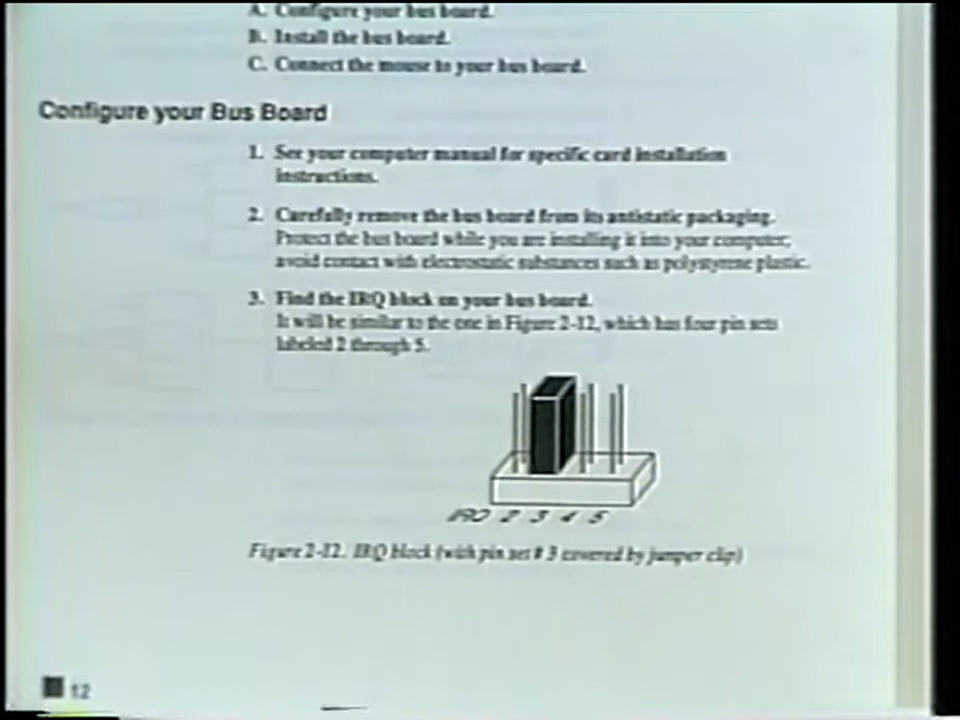 A. Configure your bus board.
B. Install the bus board.
C. Connect the mouse to your bus board.
Configure your Bus Board
1. See your computer manual for specific card installation
instructions.
2. Carefully remove the bus board from its antistatic packaging.
Protect the bus board while you are installing it into your computer;
avoid contact with electrostatic substances such as polystyrene plastic.
3. Find the IRQ block on your bus board.
It will be similar to the one in Figure 2-12, which has four pin sets
labeled 2 through 5.
IRQ 2 3 4 5
Figure 2-12. IRQ block (with pin set # 3 covered by jumper clip)
12